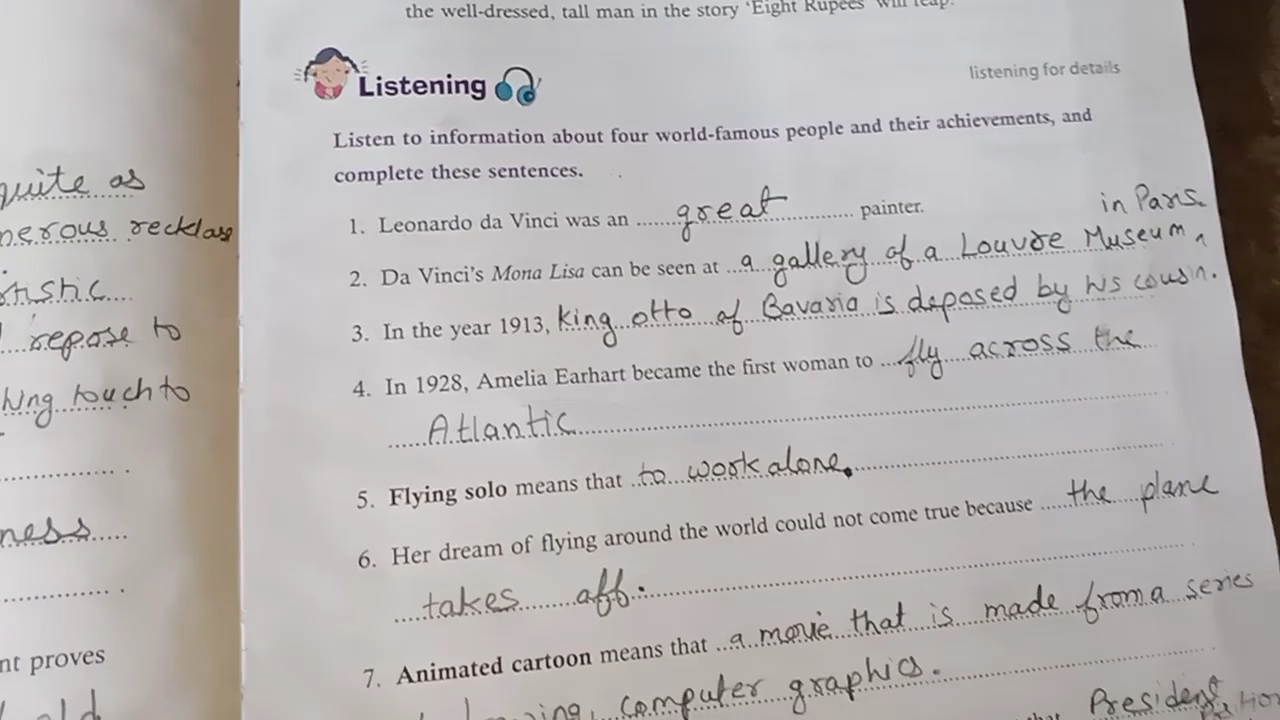 the well-dressed, tall man in the story 'Eight Rupees' will reap.
Listening
listening for details
Listen to information about four world-famous people and their achievements, and
complete these sentences.
1. Leonardo da Vinci was an ......great............ painter.
in Paris.
2. Da Vinci's Mona Lisa can be seen at ..a gallery of a Louvre Museum
3. In the year 1913, king otto of Bavaria is deposed by his cousin.
4. In 1928, Amelia Earhart became the first woman to ...fly across the
Atlantic
5. Flying solo means that ..to work alone.
6. Her dream of flying around the world could not come true because ....the plane
takes off.
7. Animated cartoon means that ..a movie that is made from a series
computer graphics.
President
quite as
repose to
touch to
ness
proves